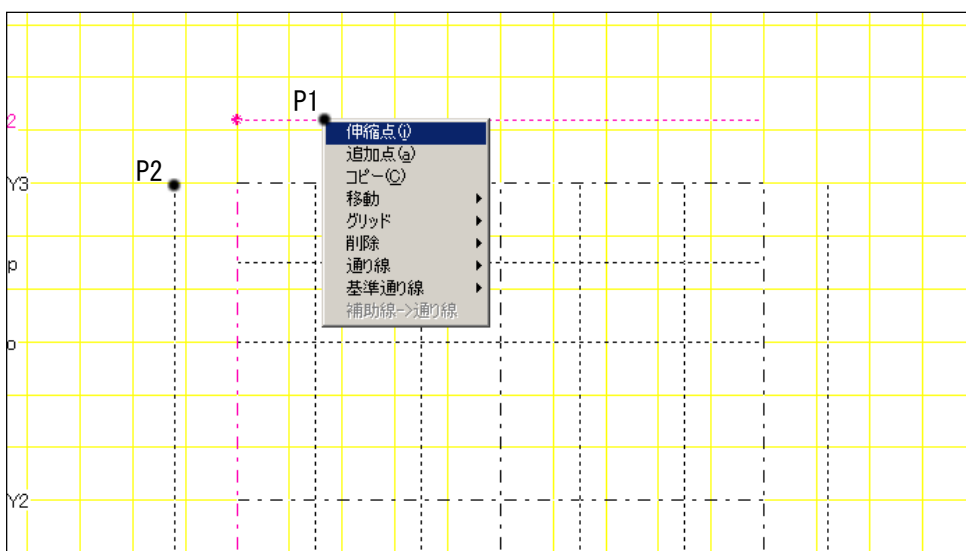 P1
2
伸縮点(i)
追加点(a)
P2
コピー(C)
Y3
移動
グリッド
削除
p
通り線
基準通り線
補助線->通り線
o
Y2